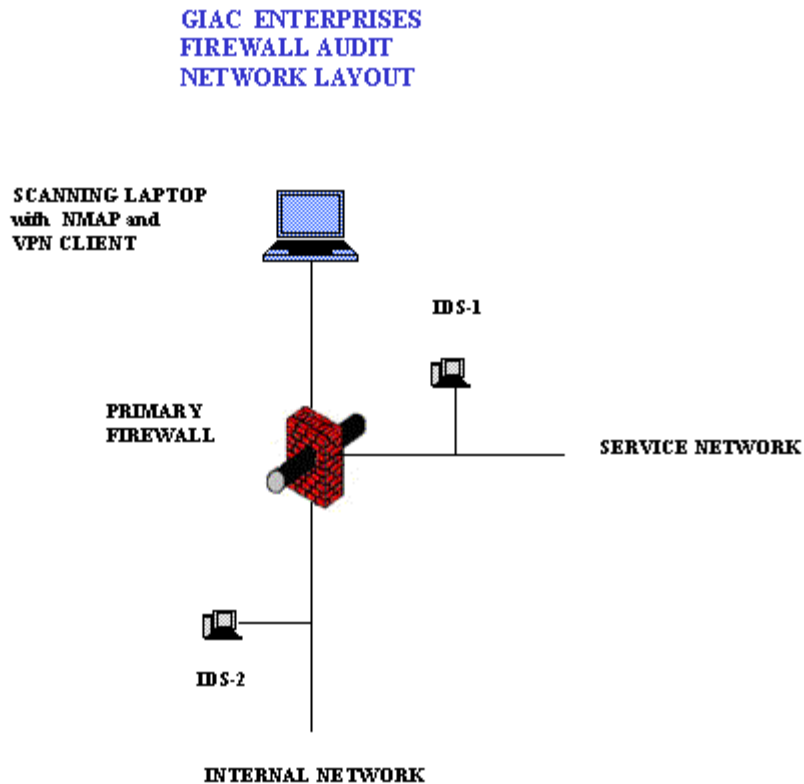 GIAC ENTERPRISES
FIREWALL AUDIT
NETWORK LAYOUT
SCANNING LAPTOP
with NMAP and
VPN CLIENT
IDS-1
PRIMARY
FIREWALL
SERVICE NETWORK
IDS-2
INTERNAL NETWORK